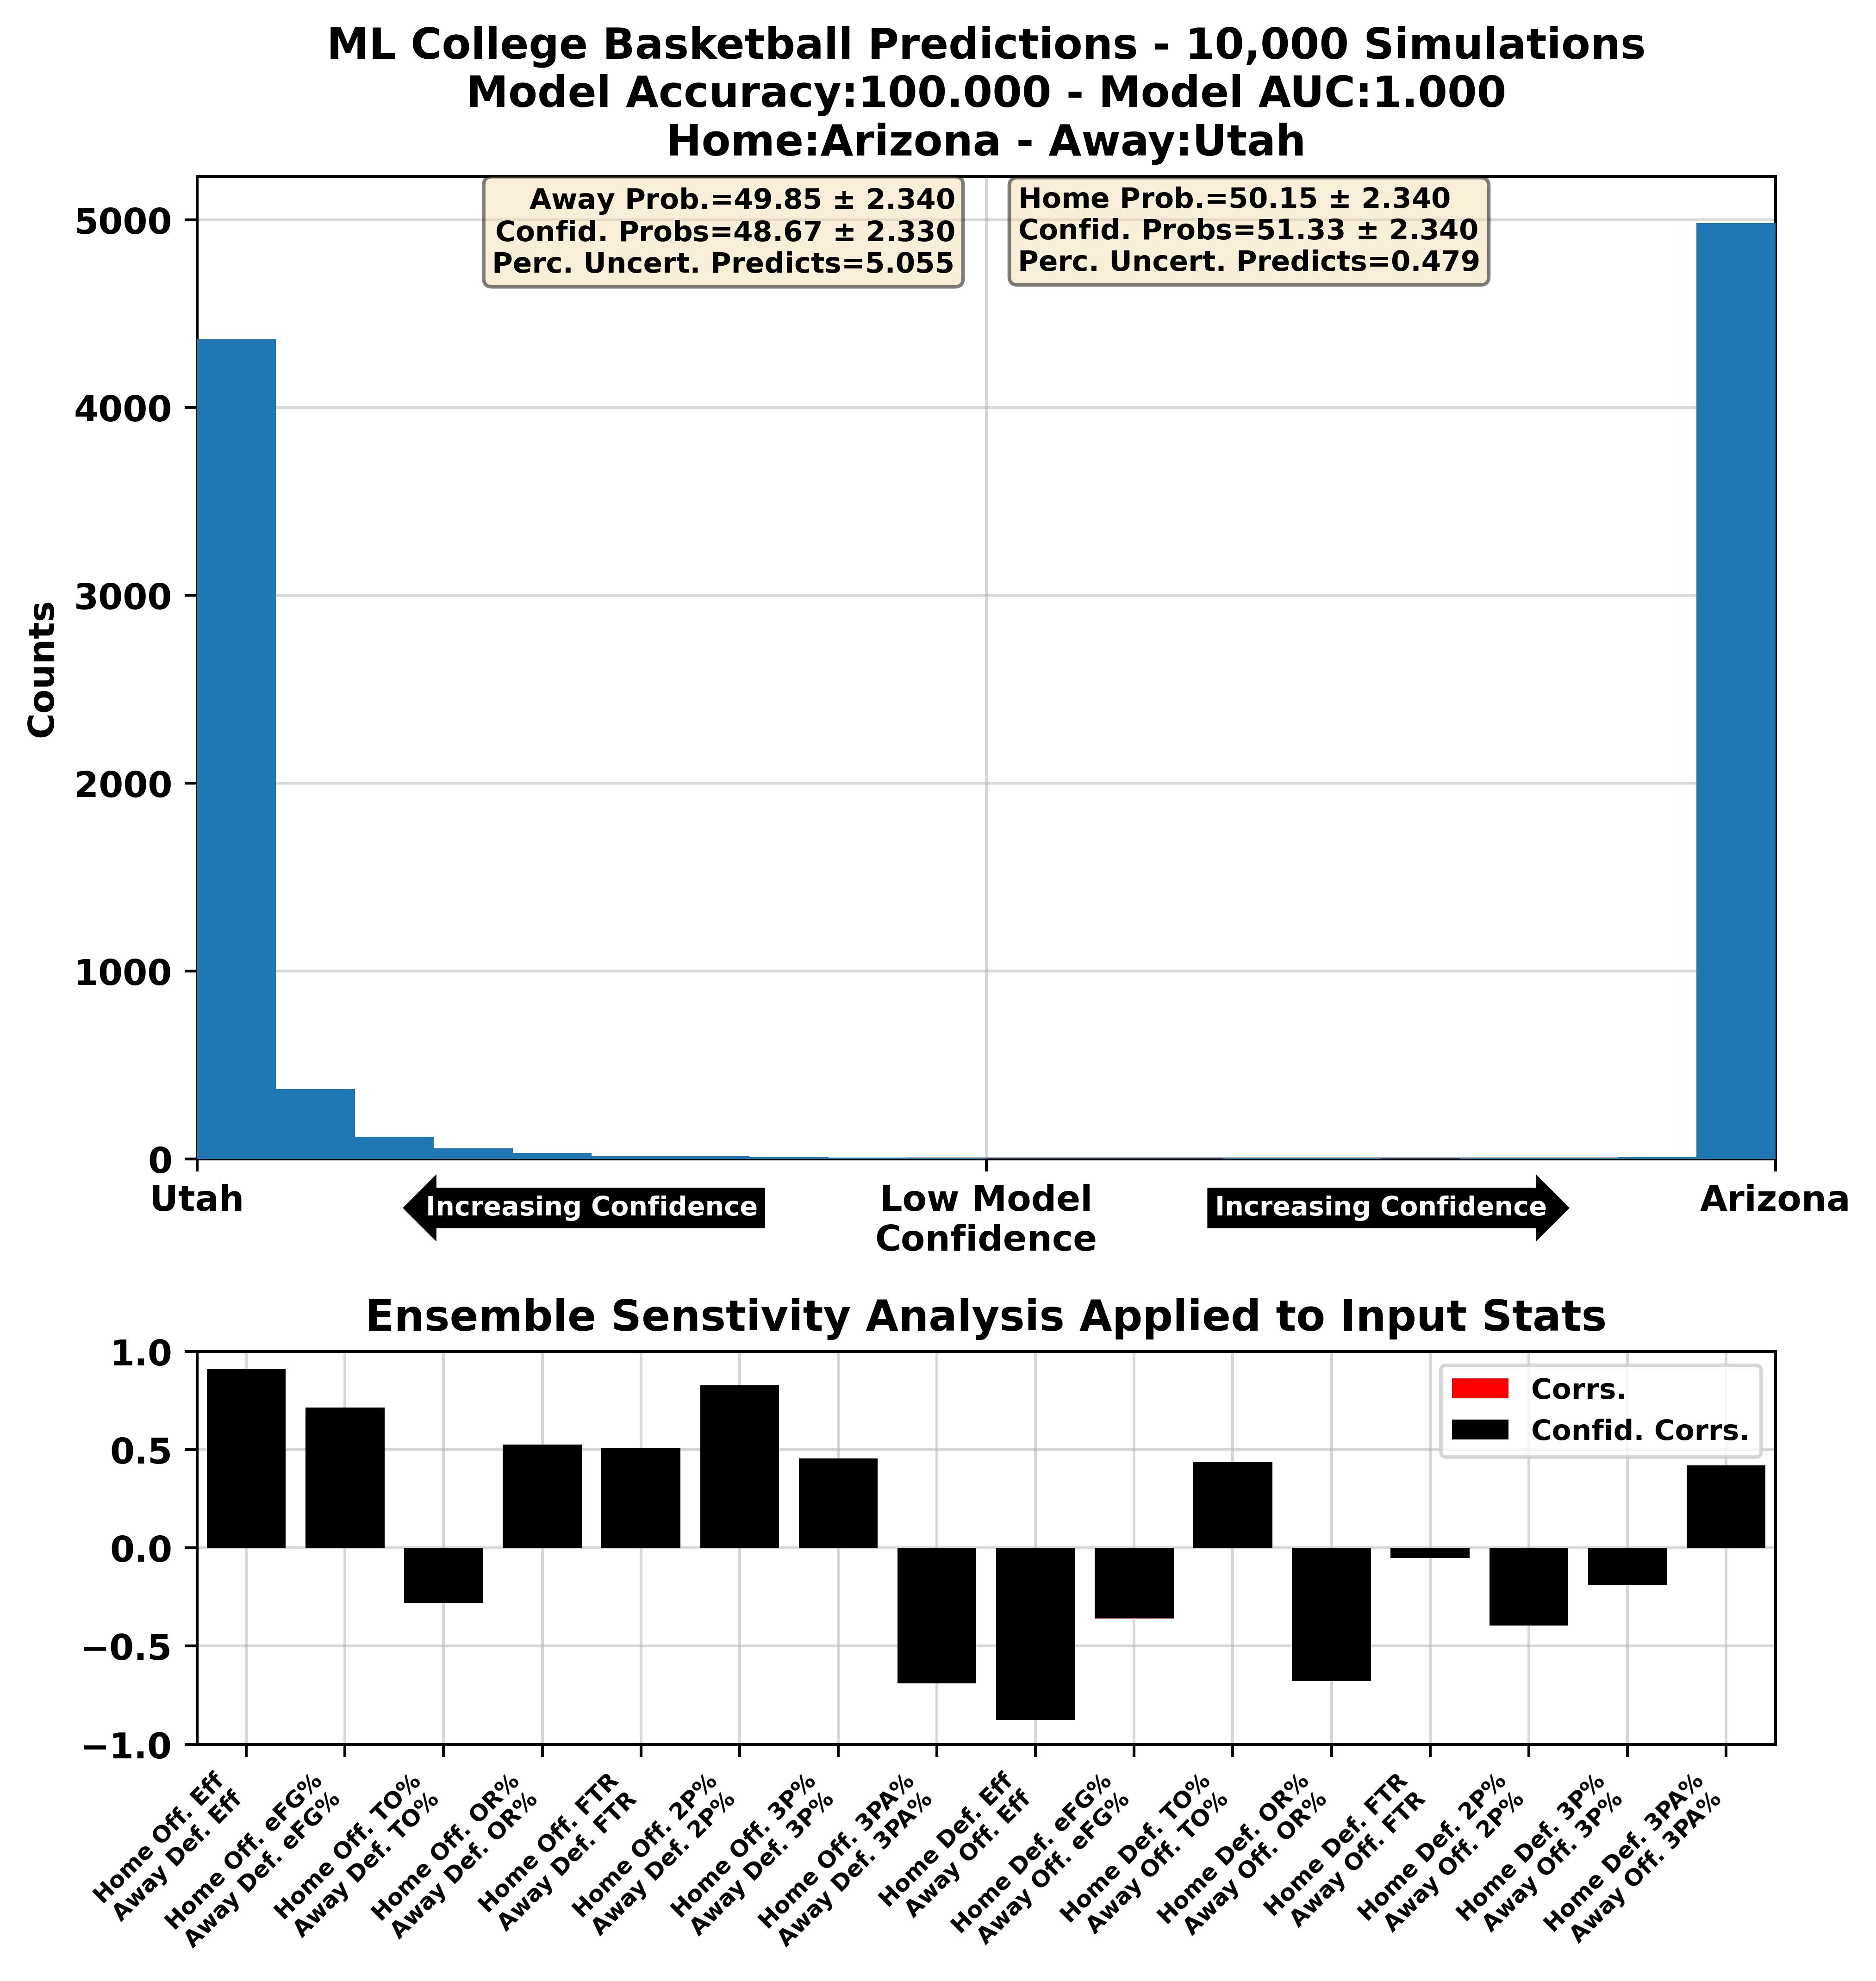 ML College Basketball Predictions - 10,000 Simulations
Model Accuracy:100.000 - Model AUC:1.000
Home:Arizona - Away:Utah
Away Prob.=49.85 ± 2.340
Confid. Probs=48.67 ± 2.330
Perc. Uncert. Predicts=5.055
Home Prob.=50.15 ± 2.340
Confid. Probs=51.33 ± 2.340
Perc. Uncert. Predicts=0.479
Counts
5000
4000
3000
2000
1000
0
Utah
Increasing Confidence
Low Model
Confidence
Increasing Confidence
Arizona
Ensemble Senstivity Analysis Applied to Input Stats
Corrs.
Confid. Corrs.
1.0
0.5
0.0
−0.5
−1.0
Home Off. Eff
Away Def. Eff
Home Off. eFG%
Away Def. eFG%
Home Off. TO%
Away Def. TO%
Home Off. OR%
Away Def. OR%
Home Off. FTR
Away Def. FTR
Home Off. 2P%
Away Def. 2P%
Home Off. 3P%
Away Def. 3P%
Home Off. 3PA%
Away Def. 3PA%
Home Def. Eff
Away Off. Eff
Home Def. eFG%
Away Off. eFG%
Home Def. TO%
Away Off. TO%
Home Def. OR%
Away Off. OR%
Home Def. FTR
Away Off. FTR
Home Def. 2P%
Away Off. 2P%
Home Def. 3P%
Away Off. 3P%
Home Def. 3PA%
Away Off. 3PA%